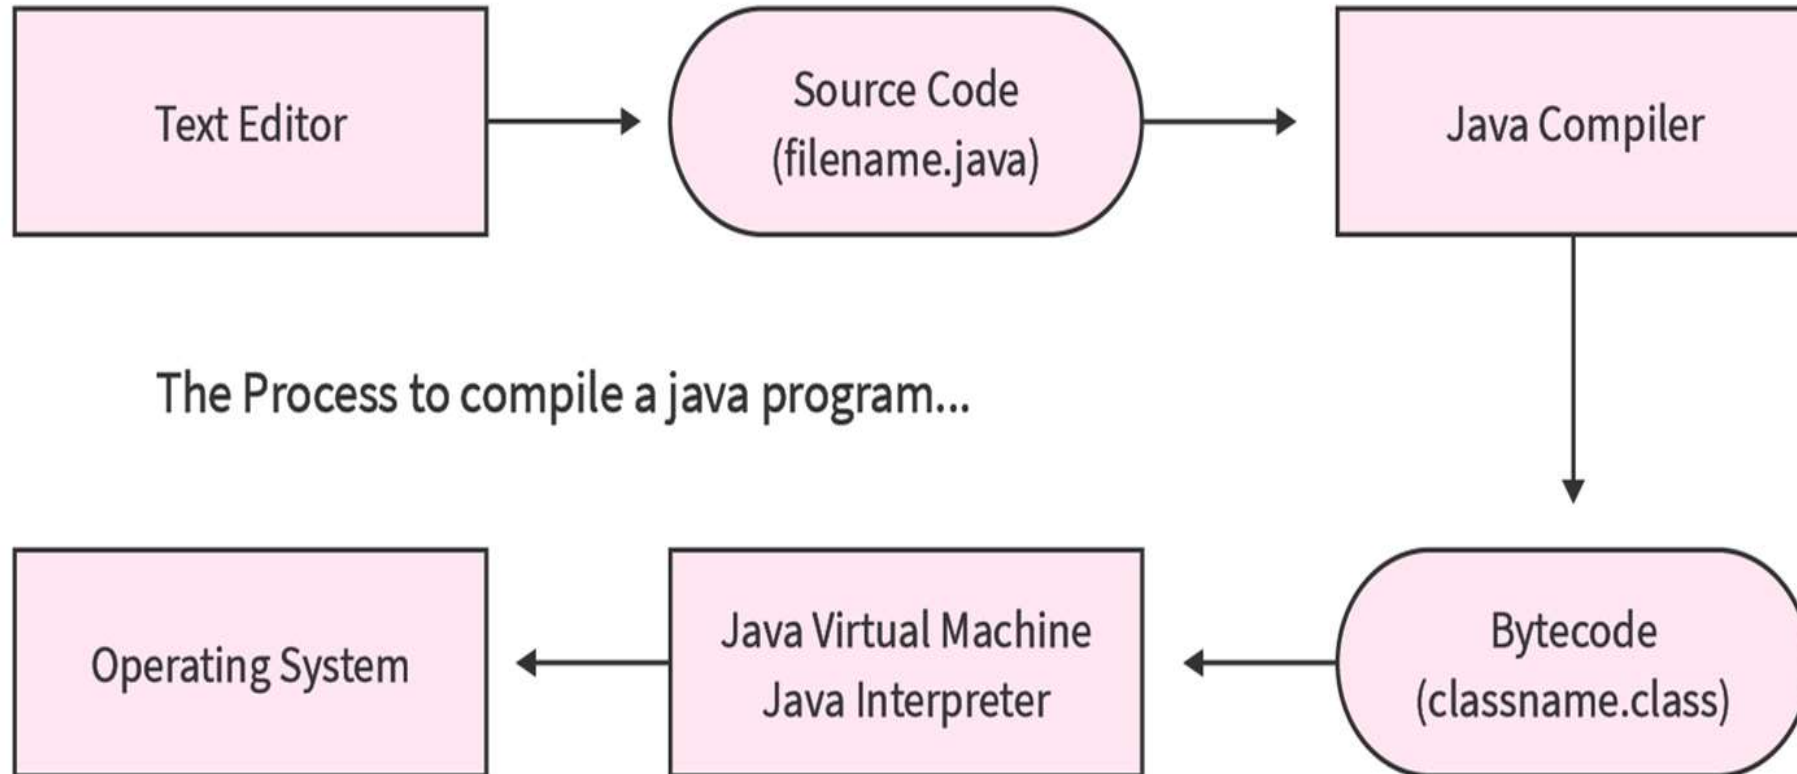 Text Editor
Source Code
(filename.java)
Java Compiler
The Process to compile a java program...
Operating System
Java Virtual Machine
Java Interpreter
Bytecode
(classname.class)